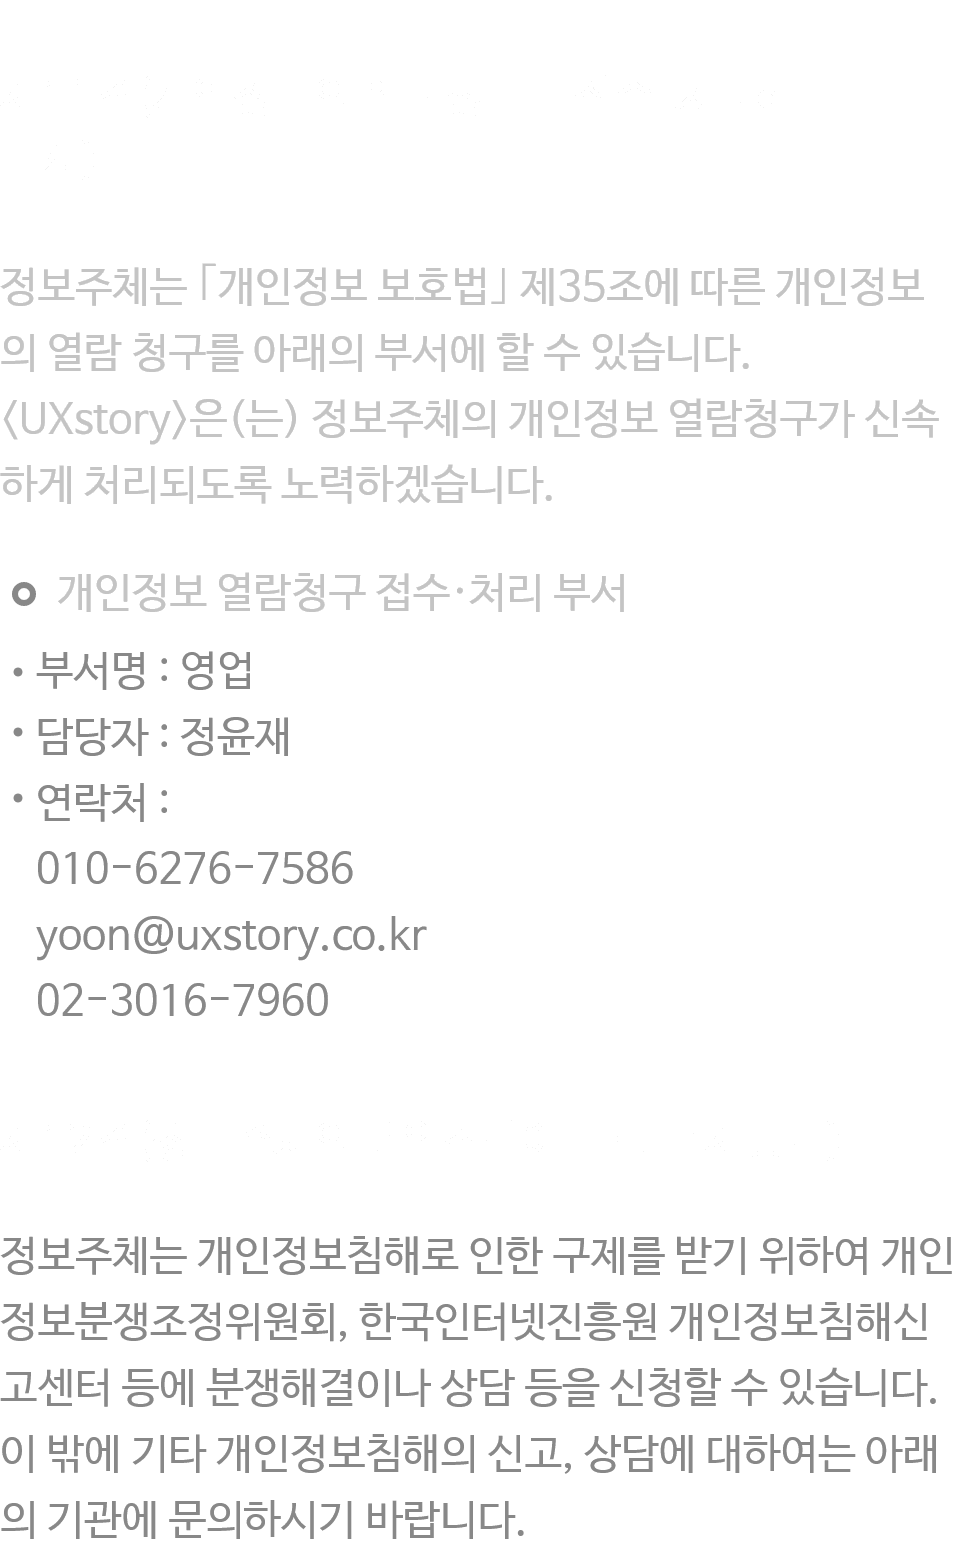 정보주체는 ｢개인정보 보호법｣ 제35조에 따른 개인정보
의 열람 청구를 아래의 부서에 할 수 있습니다.
<UXstory>은(는) 정보주체의 개인정보 열람청구가 신속
하게 처리되도록 노력하겠습니다.
개인정보 열람청구 접수·처리 부서
• 부서명 : 영업
• 담당자 : 정윤재
• 연락처 :
010-6276-7586
yoon@uxstory.co.kr
02-3016-7960
정보주체는 개인정보침해로 인한 구제를 받기 위하여 개인
정보분쟁조정위원회, 한국인터넷진흥원 개인정보침해신
고센터 등에 분쟁해결이나 상담 등을 신청할 수 있습니다.
이 밖에 기타 개인정보침해의 신고, 상담에 대하여는 아래
의 기관에 문의하시기 바랍니다.